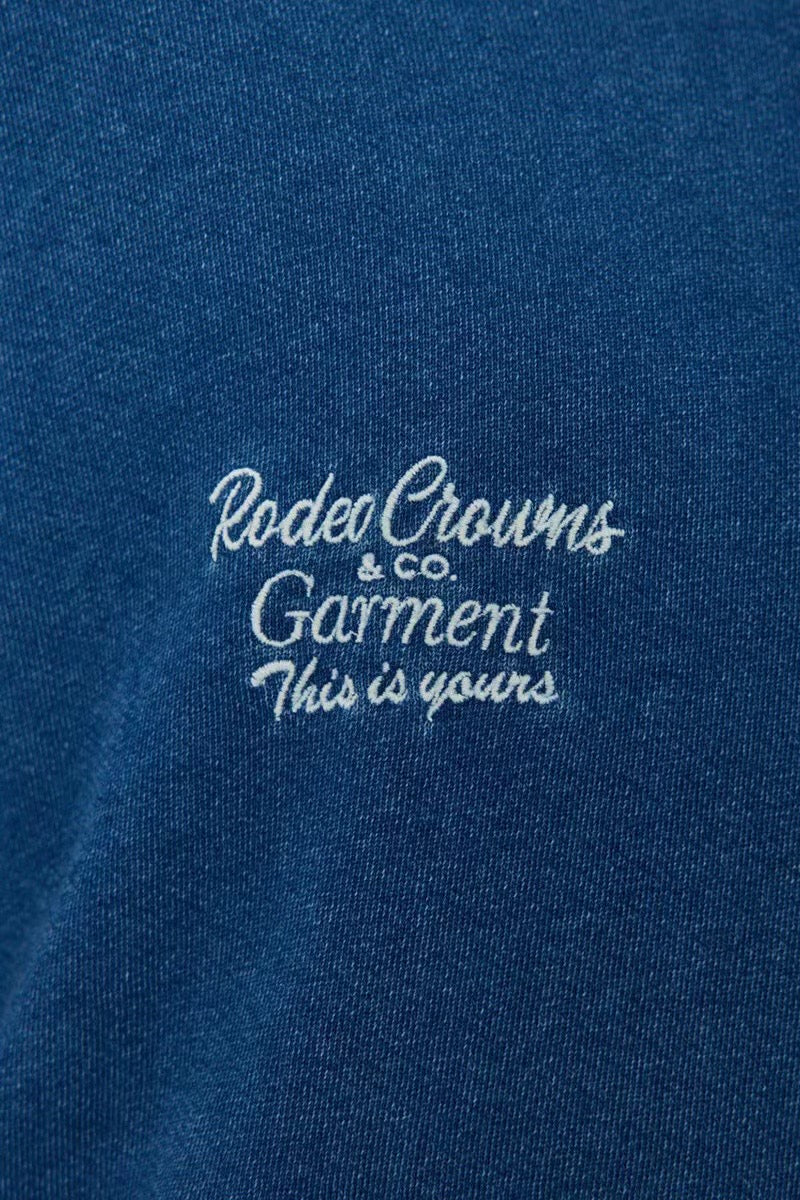 Rodeo Crowns
& CO.
Garment
This is yours